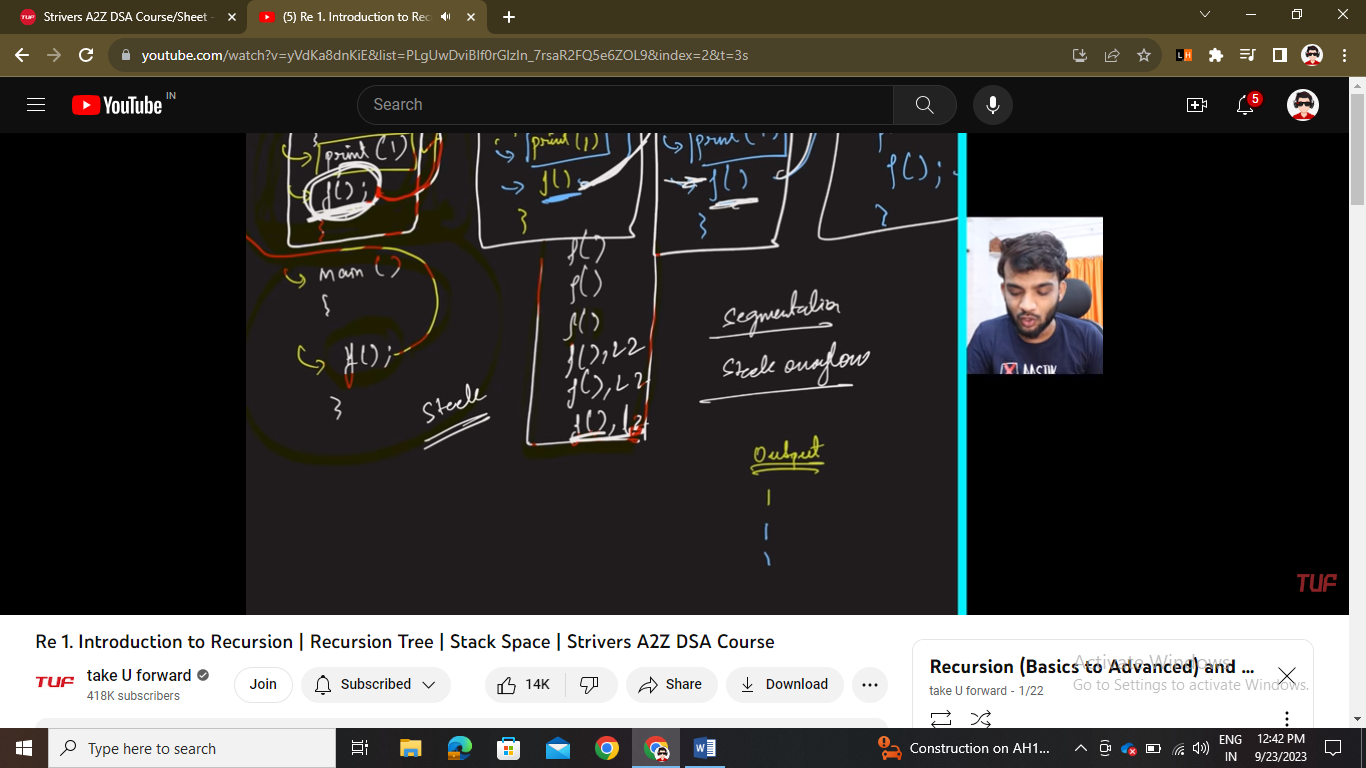 Strivers A2Z DSA Course/Sheet -
(5) Re 1. Introduction to Rec
youtube.com/watch?v=yVdKa8dnKiE&list=PLgUwDviBIf0rGlzIn_7rsaR2FQ5e6ZOL9&index=2&t=3s
YouTube IN
Search
5
print (1)
print (1)
print (1)
f();
f()
f()
f();
}
}
}
}
f()
main ()
f()
{
f()
Segmentation
f();
f(), L2
Stack overflow
f(), L2
}
Stack
f(), L2
Output
1
1
1
TUF
Re 1. Introduction to Recursion | Recursion Tree | Stack Space | Strivers A2Z DSA Course
TUF
take U forward
418K subscribers
Join
Subscribed
14K
Share
Download
...
Recursion (Basics to Advanced) and ...
take U forward - 1/22
Activate Windows
Go to Settings to activate Windows.
Type here to search
Construction on AH1...
ENG
IN
12:42 PM
9/23/2023